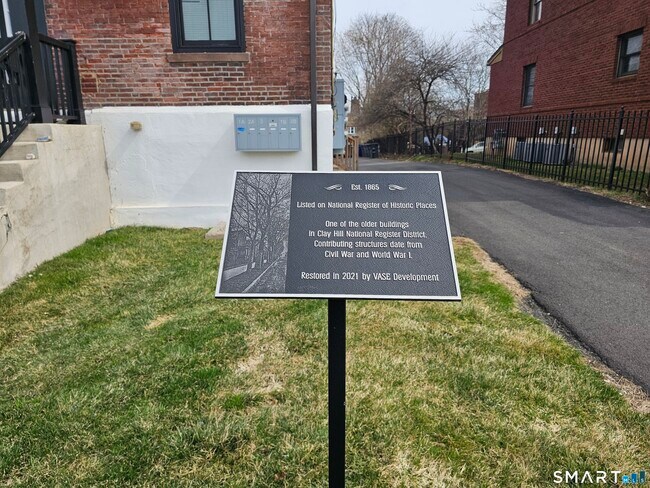 Est. 1865
Listed on National Register of Historic Places
One of the older buildings
in Clay Hill National Register District.
Contributing structures date from
Civil War and World War I.
Restored in 2021 by VASE Development
SMART